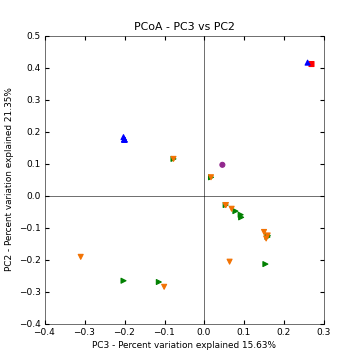 PCoA - PC3 vs PC2
0.5
0.4
0.3
0.2
0.1
0.0
−0.1
−0.2
−0.3
−0.4
PC2 - Percent variation explained 21.35%
−0.4 −0.3 −0.2 −0.1 0.0 0.1 0.2 0.3
PC3 - Percent variation explained 15.63%